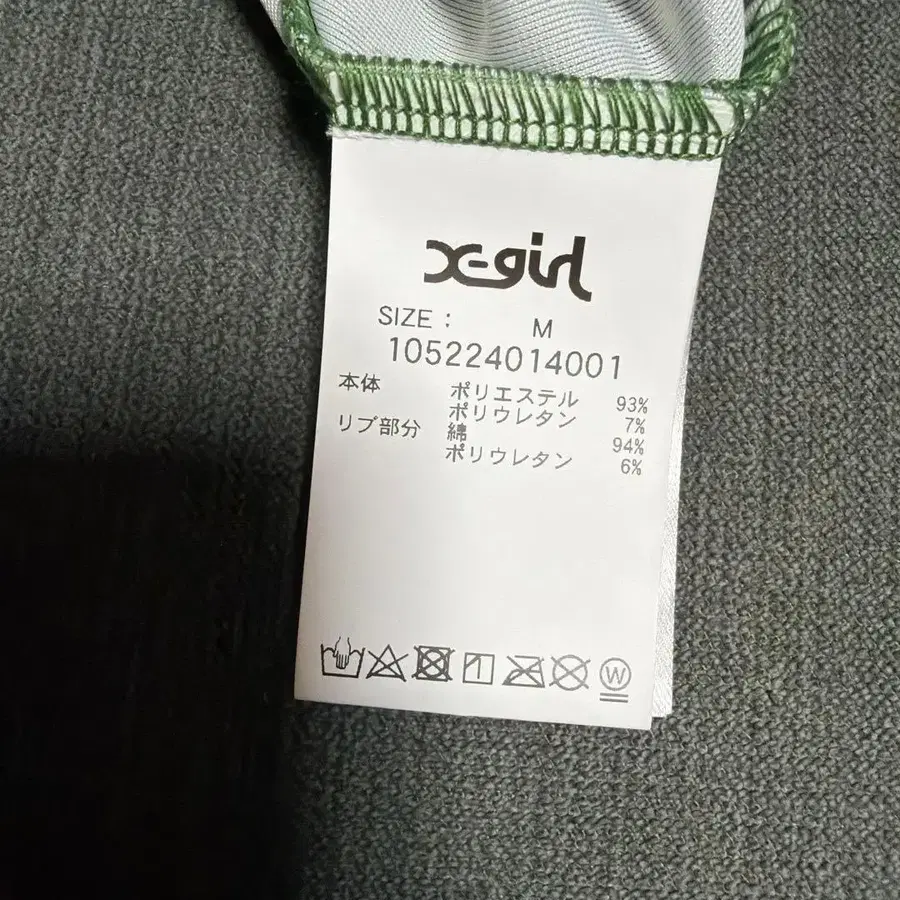 X-girl
SIZE : M
105224014001
本体 ポリエステル 93%
ポリウレタン 7%
リブ部分 綿 94%
ポリウレタン 6%
W